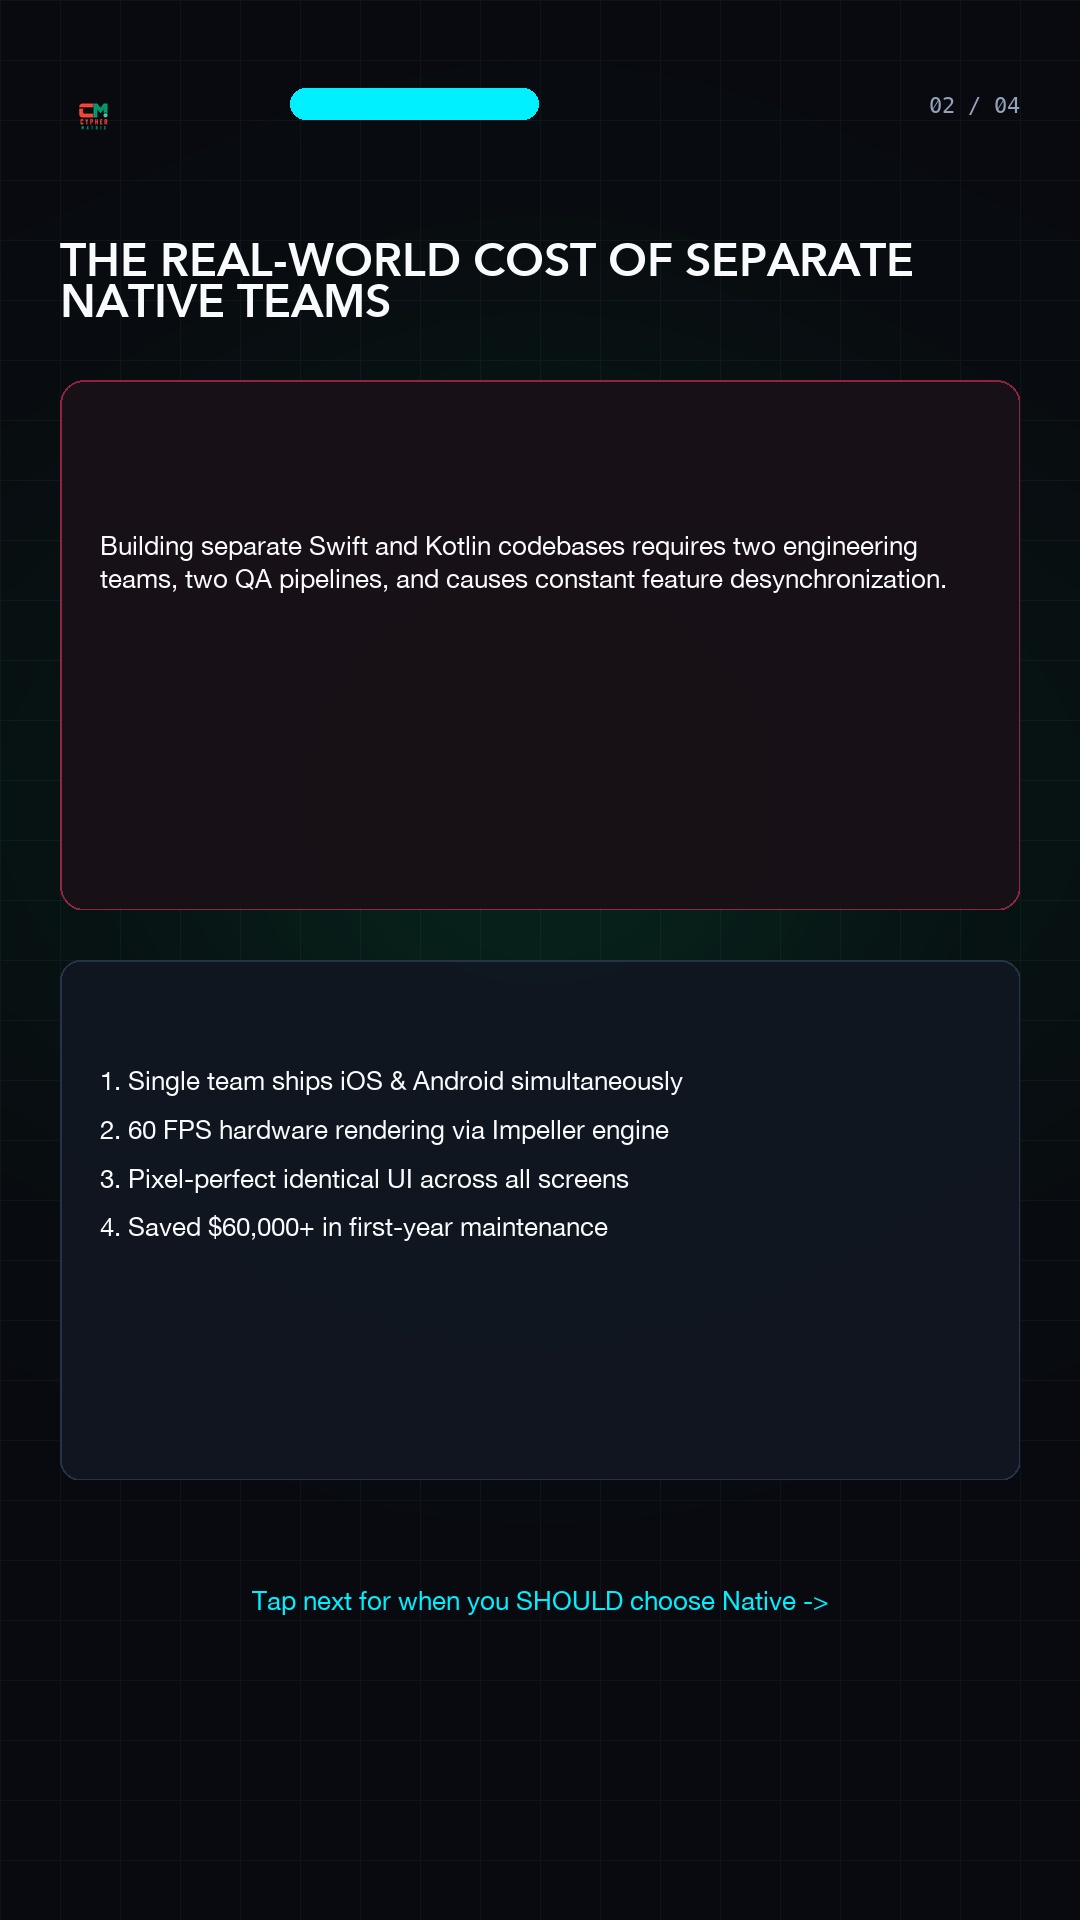 CM
CYPHER
MATRIX
02 / 04
THE REAL-WORLD COST OF SEPARATE
NATIVE TEAMS
Building separate Swift and Kotlin codebases requires two engineering
teams, two QA pipelines, and causes constant feature desynchronization.
1. Single team ships iOS & Android simultaneously
2. 60 FPS hardware rendering via Impeller engine
3. Pixel-perfect identical UI across all screens
4. Saved $60,000+ in first-year maintenance
Tap next for when you SHOULD choose Native ->